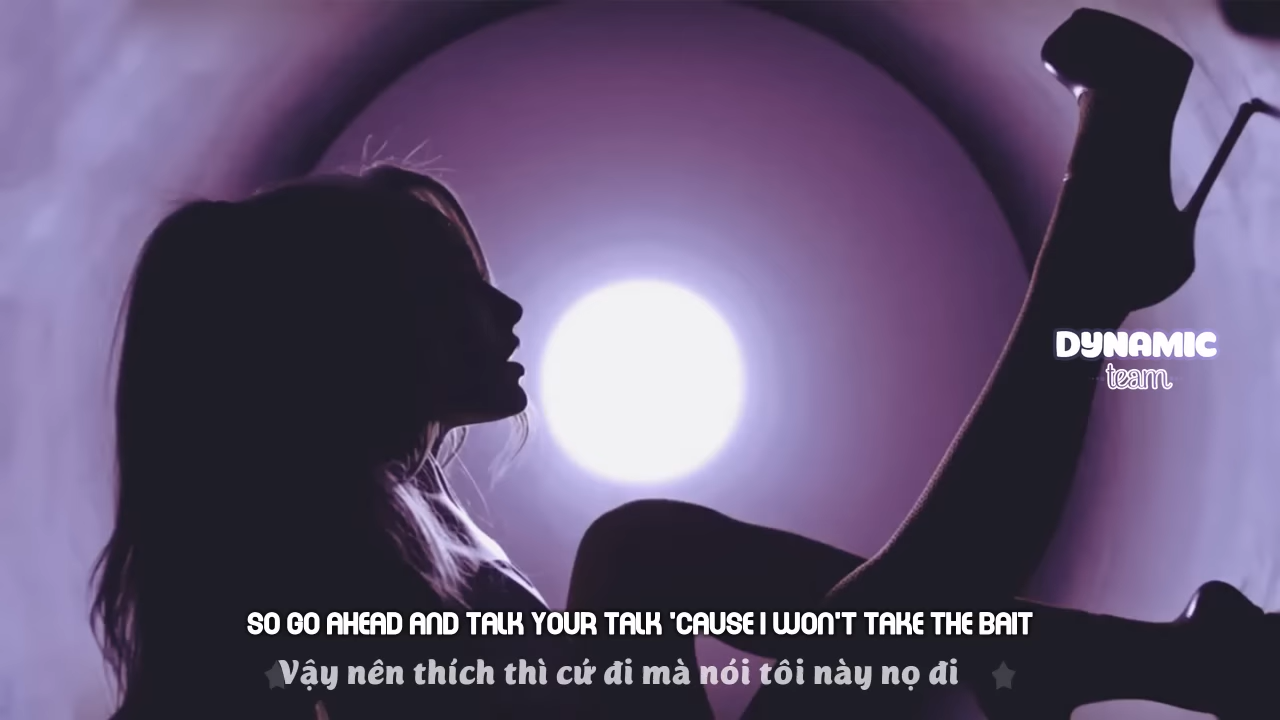 DYNAMIC
team
SO GO AHEAD AND TALK YOUR TALK 'CAUSE I WON'T TAKE THE BAIT
Vậy nên thích thì cứ đi mà nói tôi này nọ đi